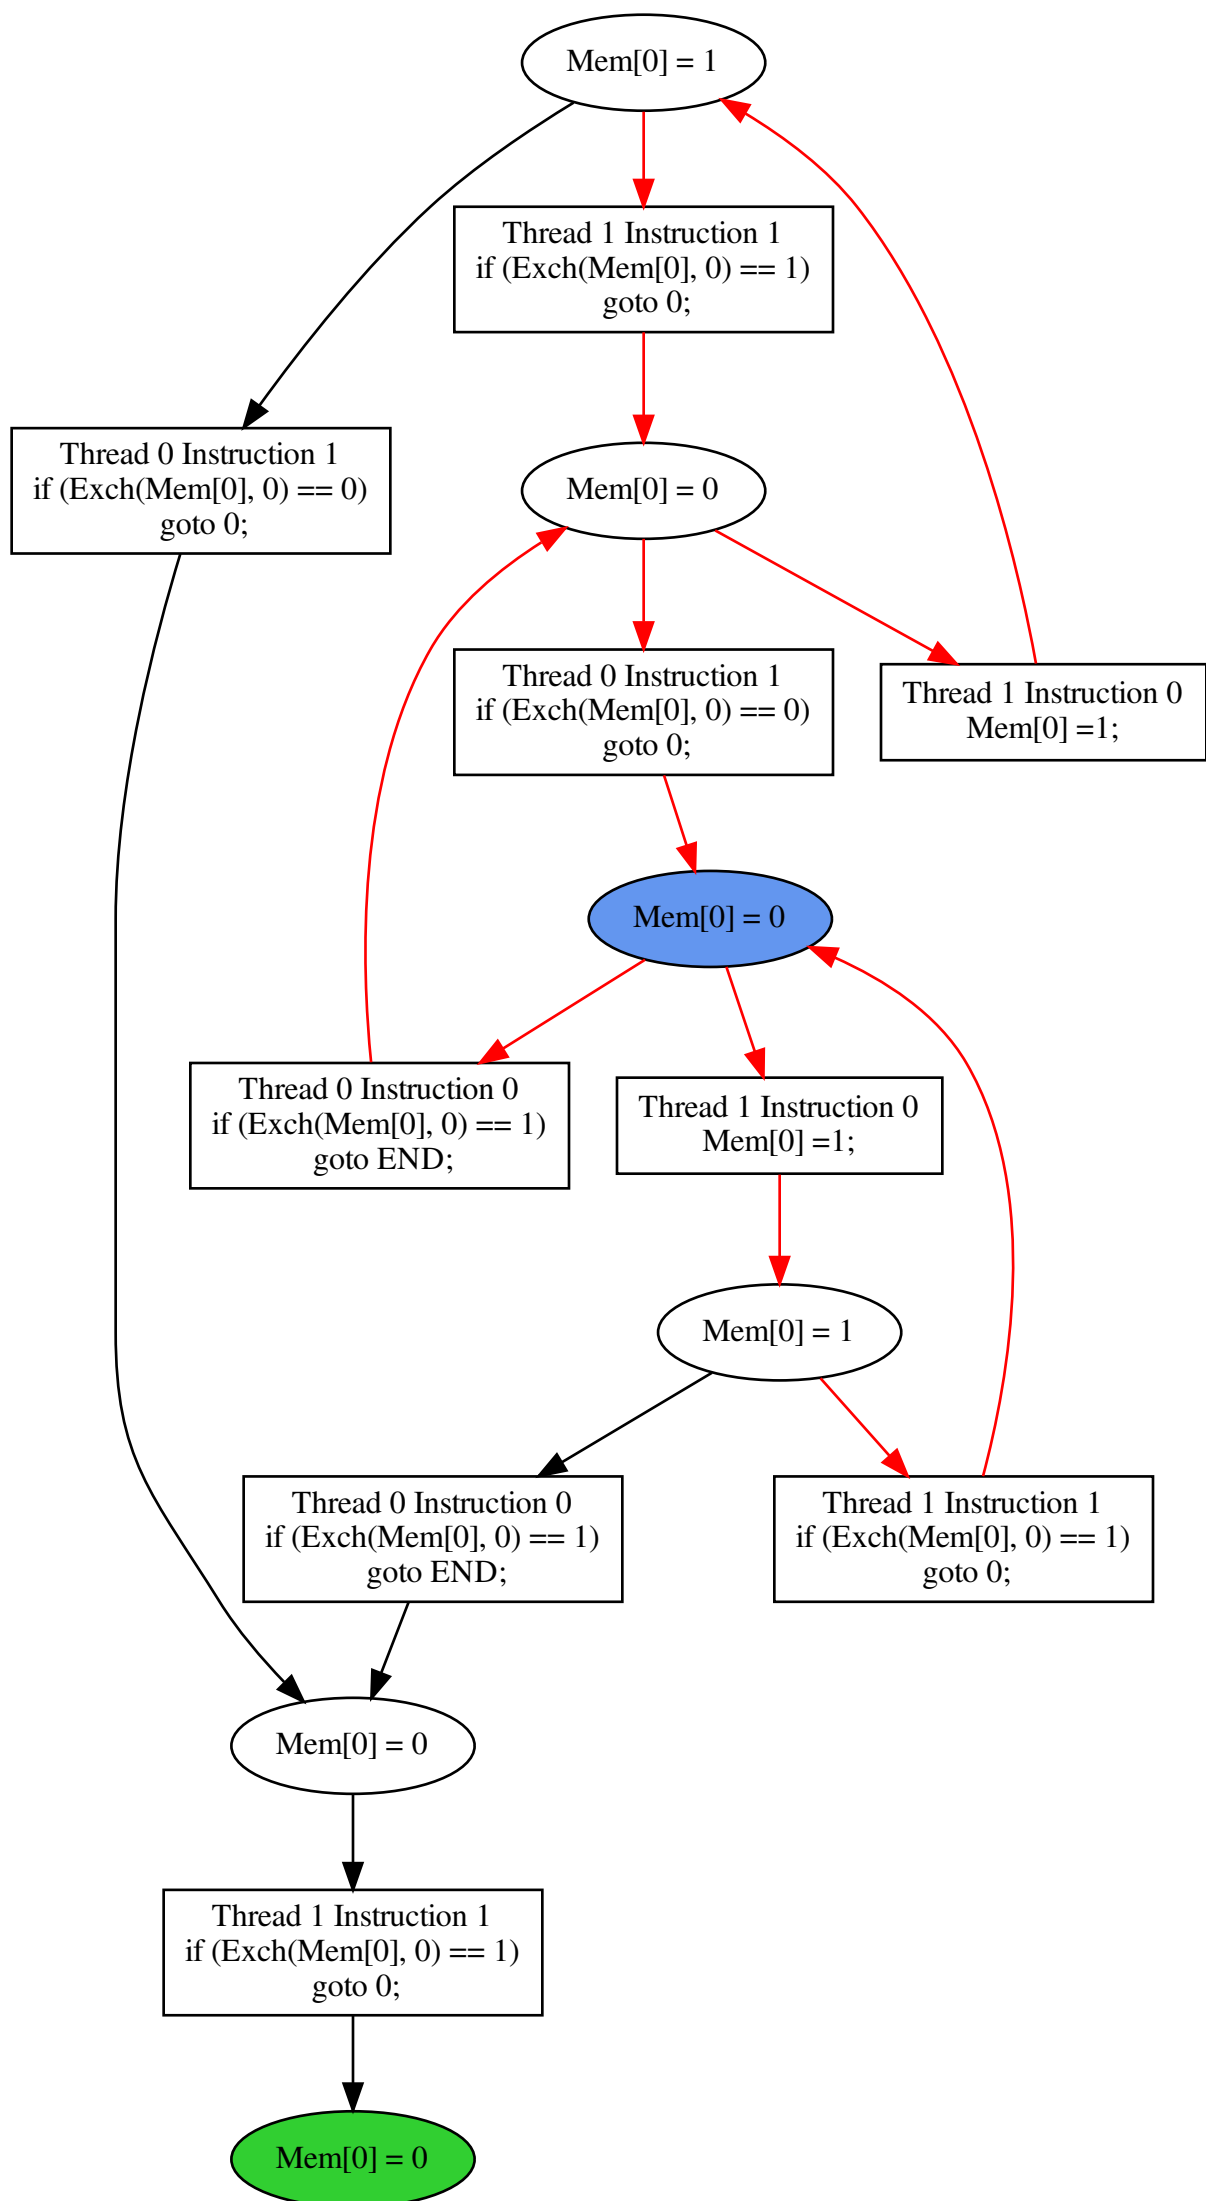 Mem[0] = 1
Thread 1 Instruction 1
if (Exch(Mem[0], 0) == 1)
goto 0;
Thread 0 Instruction 1
if (Exch(Mem[0], 0) == 0)
goto 0;
Mem[0] = 0
Thread 0 Instruction 1
if (Exch(Mem[0], 0) == 0)
goto 0;
Thread 1 Instruction 0
Mem[0] =1;
Mem[0] = 0
Thread 0 Instruction 0
if (Exch(Mem[0], 0) == 1)
goto END;
Thread 1 Instruction 0
Mem[0] =1;
Mem[0] = 1
Thread 0 Instruction 0
if (Exch(Mem[0], 0) == 1)
goto END;
Thread 1 Instruction 1
if (Exch(Mem[0], 0) == 1)
goto 0;
Mem[0] = 0
Thread 1 Instruction 1
if (Exch(Mem[0], 0) == 1)
goto 0;
Mem[0] = 0